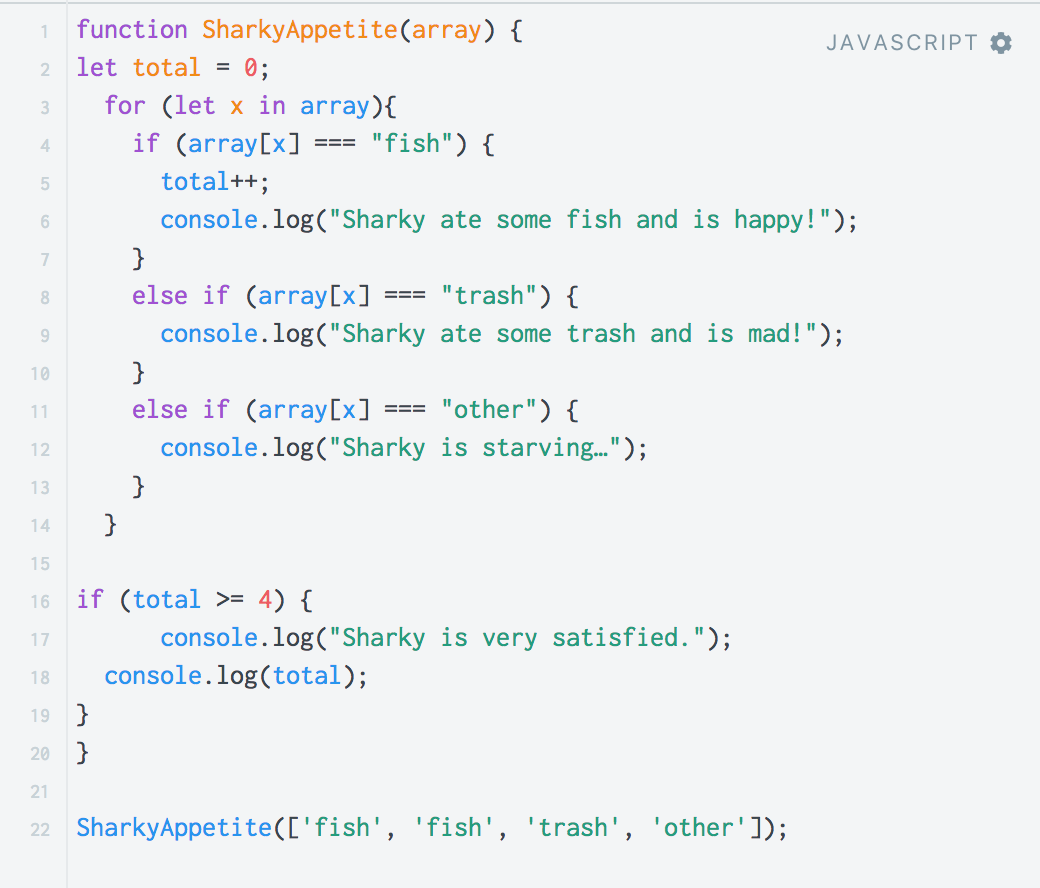 JAVASCRIPT
1 function SharkyAppetite(array) {
2 let total = 0;
3   for (let x in array){
4     if (array[x] === "fish") {
5       total++;
6       console.log("Sharky ate some fish and is happy!");
7     }
8     else if (array[x] === "trash") {
9       console.log("Sharky ate some trash and is mad!");
10     }
11     else if (array[x] === "other") {
12       console.log("Sharky is starving…");
13     }
14   }
15
16 if (total >= 4) {
17       console.log("Sharky is very satisfied.");
18   console.log(total);
19 }
20 }
21
22 SharkyAppetite(['fish', 'fish', 'trash', 'other']);